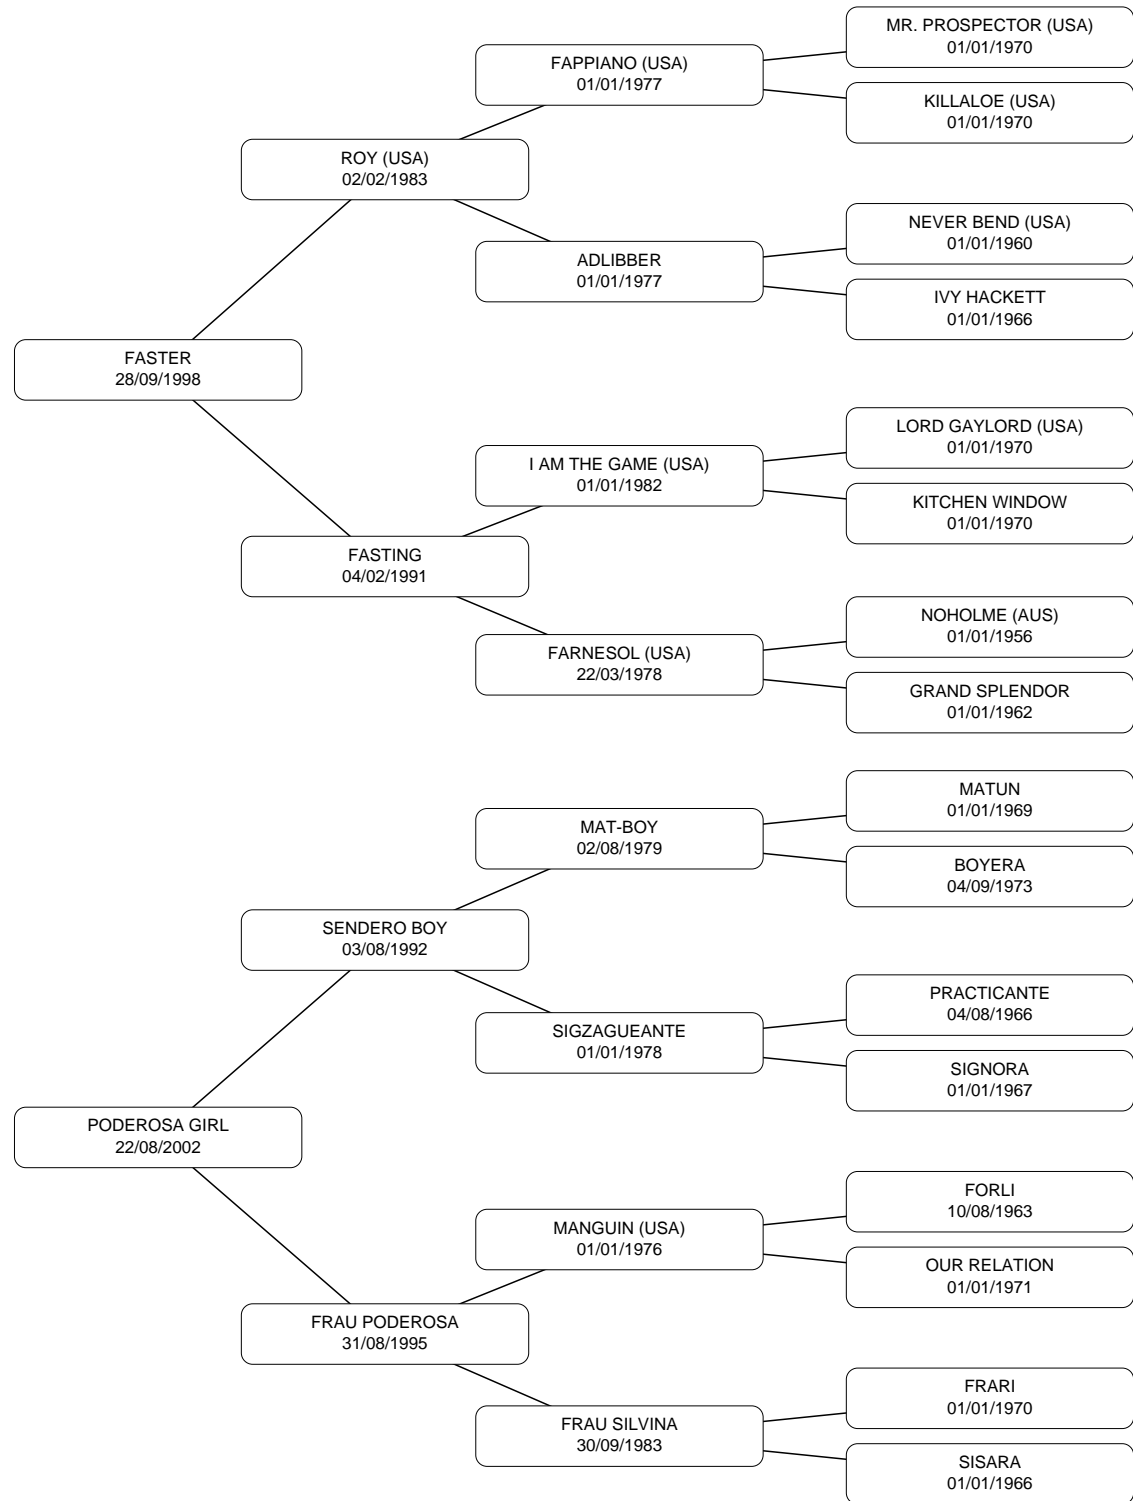 MR. PROSPECTOR (USA)
01/01/1970
FAPPIANO (USA)
01/01/1977
KILLALOE (USA)
01/01/1970
ROY (USA)
02/02/1983
NEVER BEND (USA)
01/01/1960
ADLIBBER
01/01/1977
IVY HACKETT
01/01/1966
FASTER
28/09/1998
LORD GAYLORD (USA)
01/01/1970
I AM THE GAME (USA)
01/01/1982
KITCHEN WINDOW
01/01/1970
FASTING
04/02/1991
NOHOLME (AUS)
01/01/1956
FARNESOL (USA)
22/03/1978
GRAND SPLENDOR
01/01/1962
MATUN
01/01/1969
MAT-BOY
02/08/1979
BOYERA
04/09/1973
SENDERO BOY
03/08/1992
PRACTICANTE
04/08/1966
SIGZAGUEANTE
01/01/1978
SIGNORA
01/01/1967
PODEROSA GIRL
22/08/2002
FORLI
10/08/1963
MANGUIN (USA)
01/01/1976
OUR RELATION
01/01/1971
FRAU PODEROSA
31/08/1995
FRARI
01/01/1970
FRAU SILVINA
30/09/1983
SISARA
01/01/1966